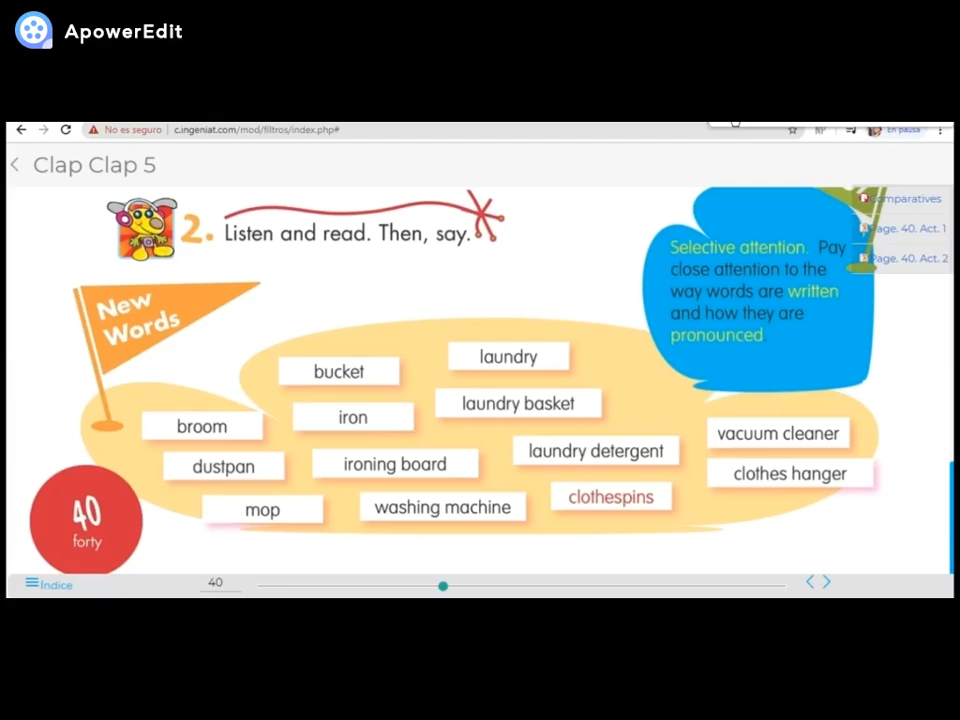 ApowerEdit
No es seguro | c.ingeniat.com/mod/filtros/index.php#
En pausa
Clap Clap 5
2. Listen and read. Then, say.
Comparatives
Page. 40. Act. 1
Page. 40. Act. 2
Selective attention. Pay
close attention to the
way words are written
and how they are
pronounced.
New
Words
bucket
laundry
broom
iron
laundry basket
vacuum cleaner
dustpan
ironing board
laundry detergent
clothes hanger
mop
washing machine
clothespins
40
forty
Índice
40